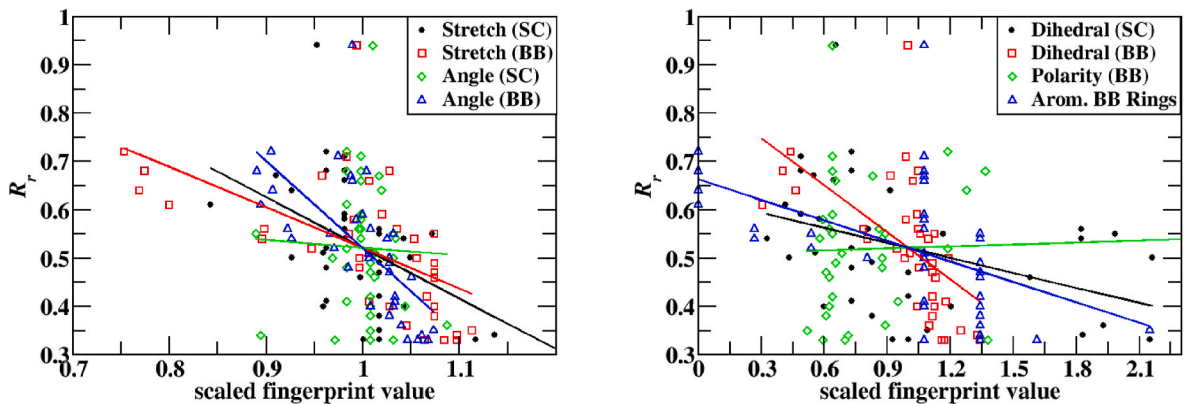 1
0.9
0.8
0.7
0.6
0.5
0.4
0.3
R_r
0.7 0.8 0.9 1 1.1
scaled fingerprint value
Stretch (SC)
Stretch (BB)
Angle (SC)
Angle (BB)
1
0.9
0.8
0.7
0.6
0.5
0.4
0.3
R_r
0 0.3 0.6 0.9 1.2 1.5 1.8 2.1
scaled fingerprint value
Dihedral (SC)
Dihedral (BB)
Polarity (BB)
Arom. BB Rings